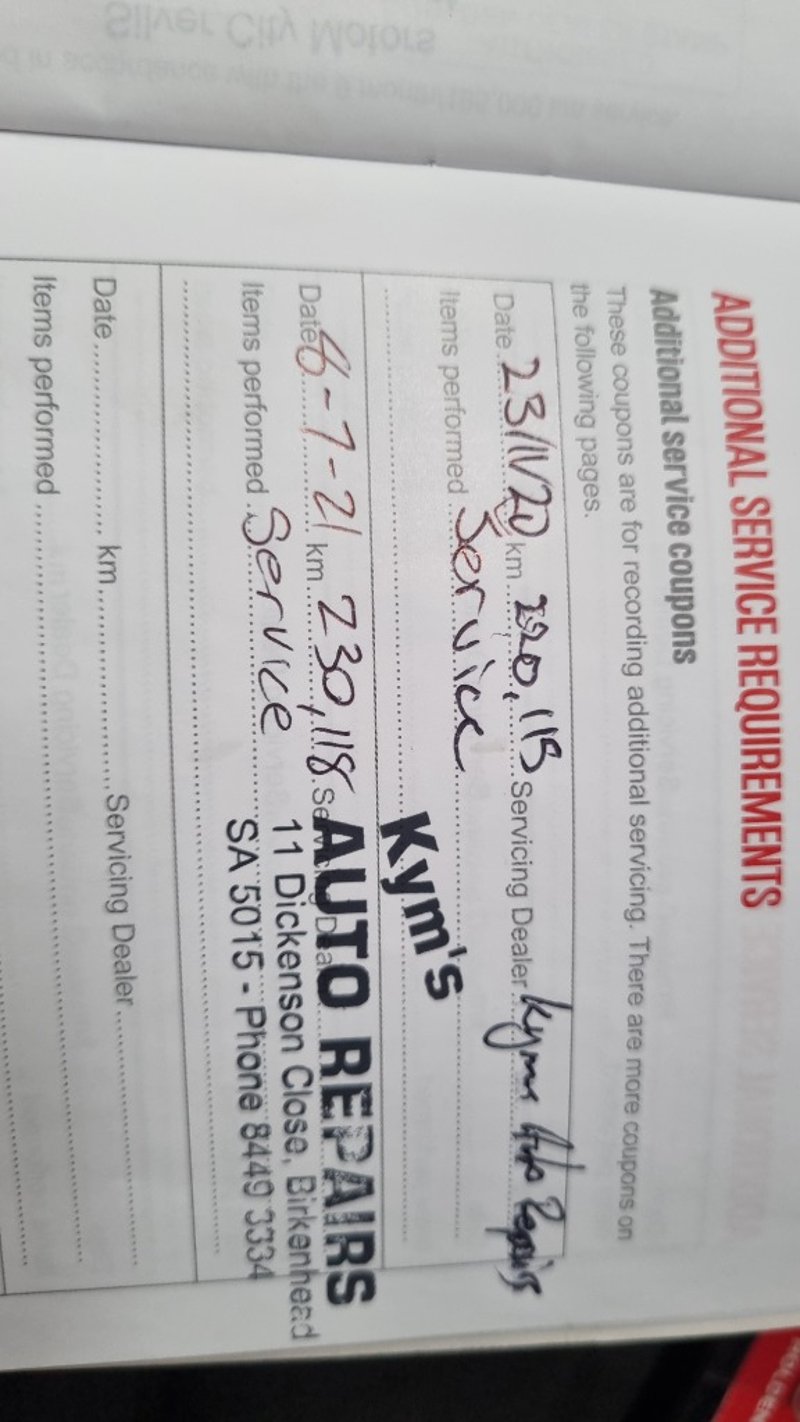 ADDITIONAL SERVICE REQUIREMENTS
Additional service coupons
These coupons are for recording additional servicing. There are more coupons on
the following pages.
Date 23/11/20 km 220,115 Servicing Dealer Kyms Auto Repairs
Items performed Service
Kym's
Date 6-7-21 km 230,118 AUTO REPAIRS
Items performed Service 11 Dickenson Close, Birkenhead
SA 5015 - Phone 8449 3334
Date km Servicing Dealer
Items performed
Silver City Motors